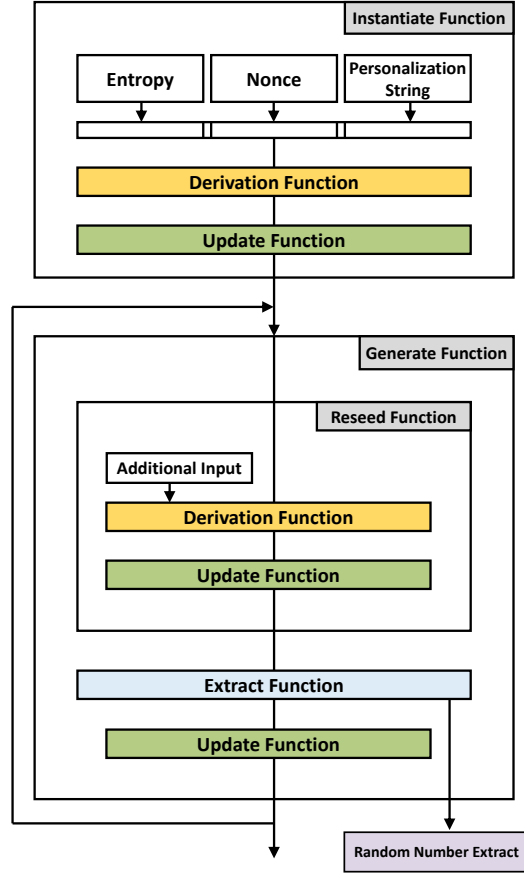 Instantiate Function
Entropy
Nonce
Personalization
String
Derivation Function
Update Function
Generate Function
Reseed Function
Additional Input
Derivation Function
Update Function
Extract Function
Update Function
Random Number Extract